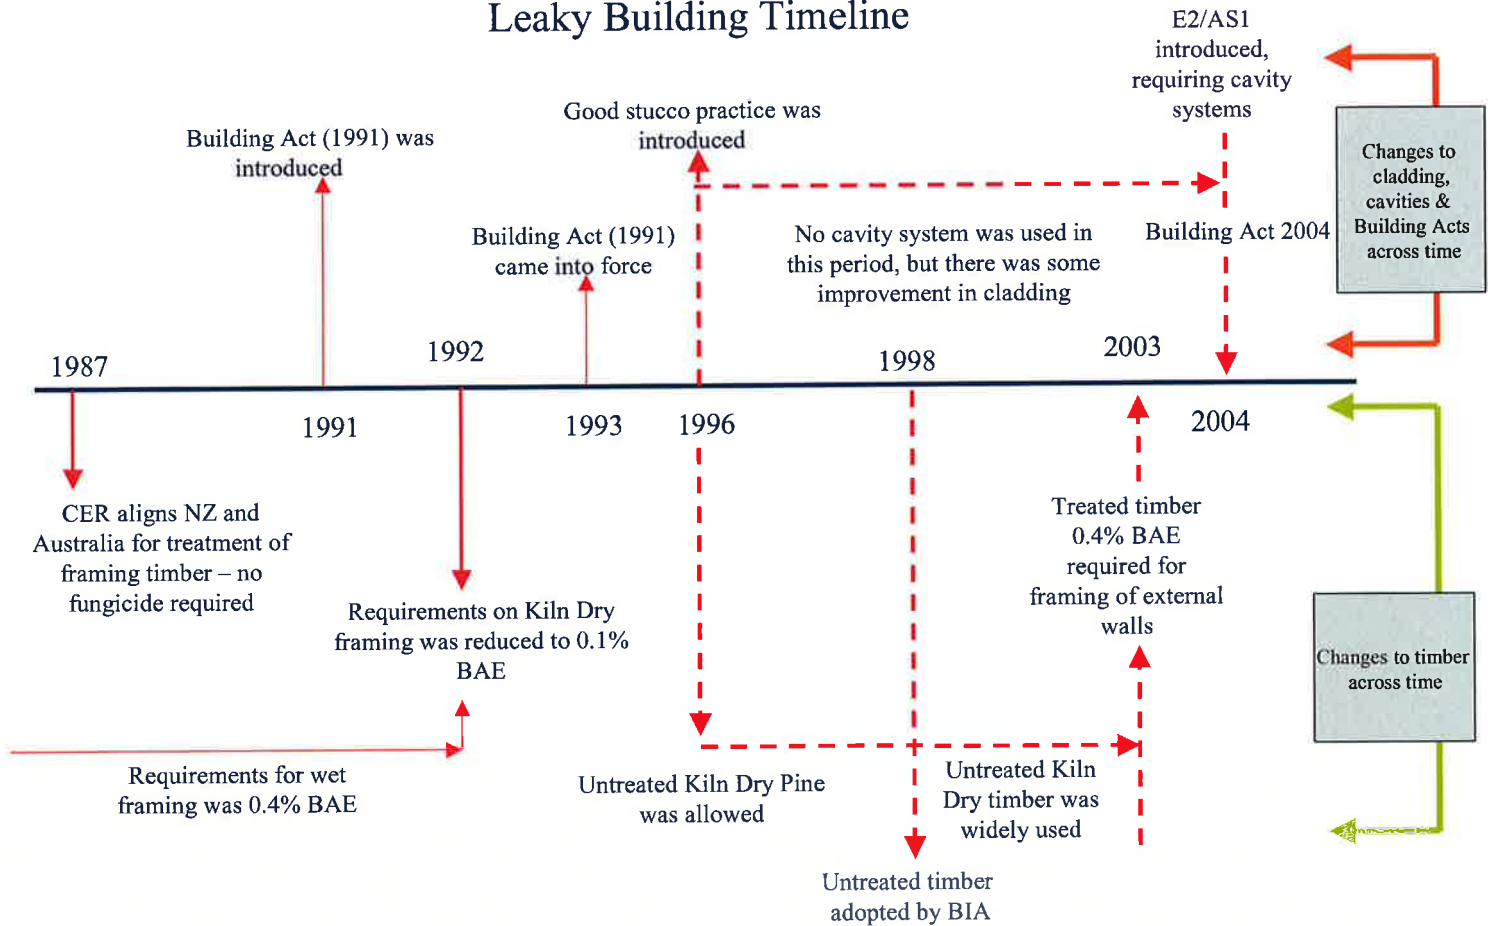 Leaky Building Timeline
E2/AS1
introduced,
requiring cavity
systems
Good stucco practice was
introduced
Building Act (1991) was
introduced
Changes to
cladding,
cavities &
Building Acts
across time
Building Act (1991)
came into force
No cavity system was used in
this period, but there was some
improvement in cladding
Building Act 2004
1987
1992
1998
2003
1991
1993
1996
2004
CER aligns NZ and
Australia for treatment of
framing timber – no
fungicide required
Treated timber
0.4% BAE
required for
framing of external
walls
Requirements on Kiln Dry
framing was reduced to 0.1%
BAE
Changes to timber
across time
Requirements for wet
framing was 0.4% BAE
Untreated Kiln Dry Pine
was allowed
Untreated Kiln
Dry timber was
widely used
Untreated timber
adopted by BIA